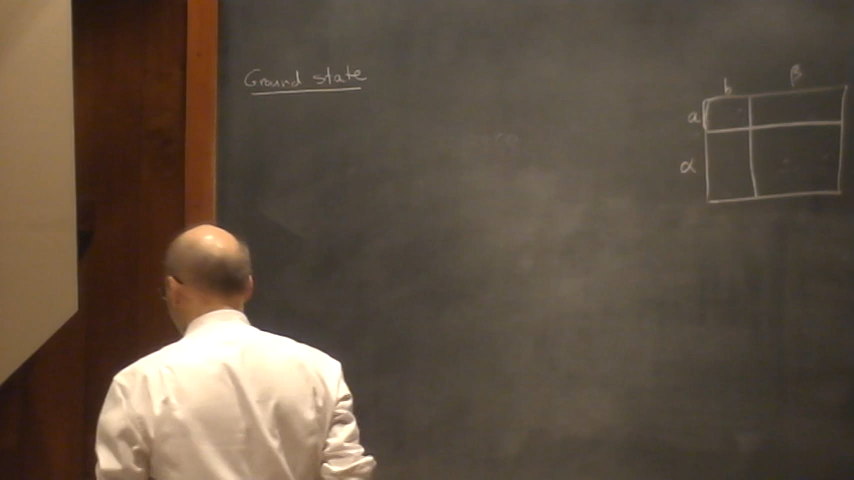 Ground state
b β
a
α